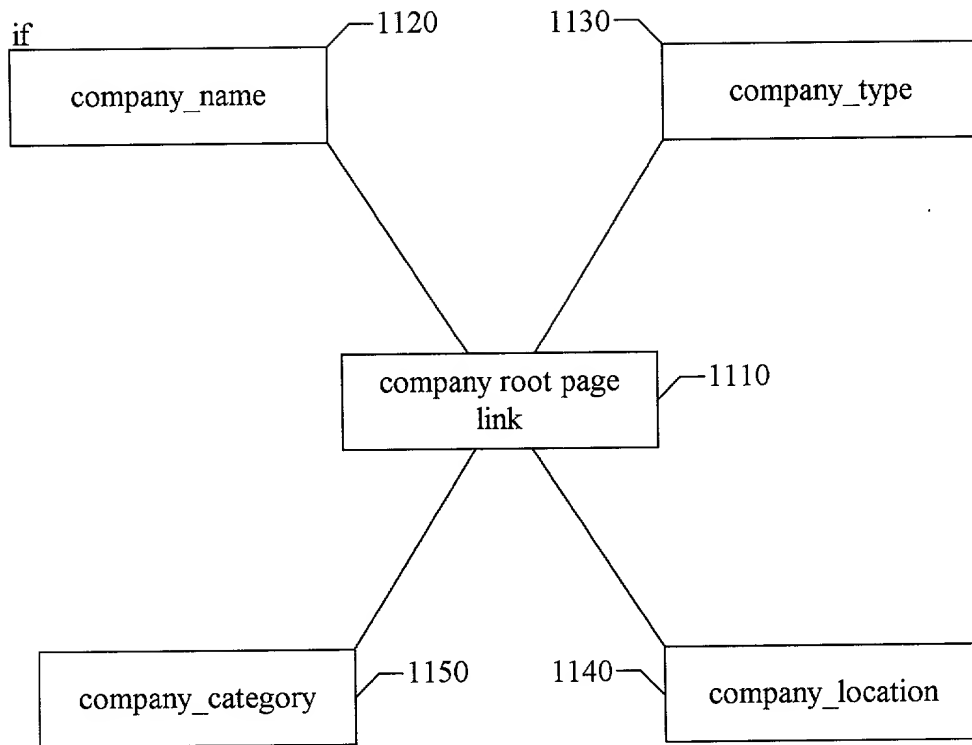 if
1120
company_name
1130
company_type
company root page
link
1110
1150
company_category
1140
company_location